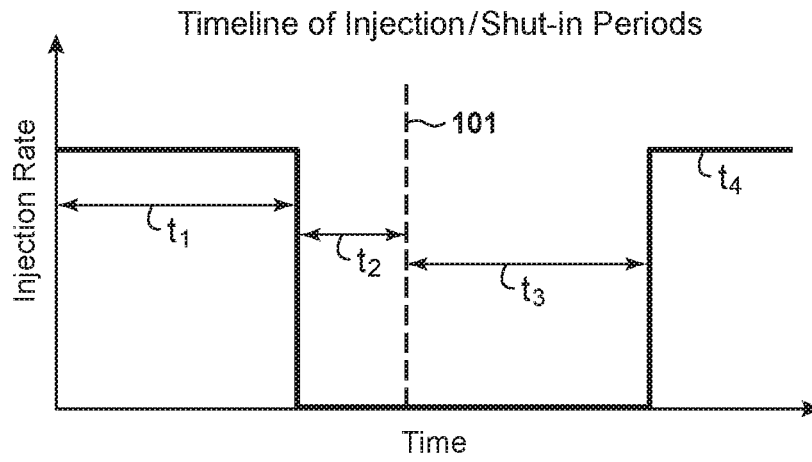 Timeline of Injection/Shut-in Periods
101
Injection Rate
t4
t1
t2
t3
Time